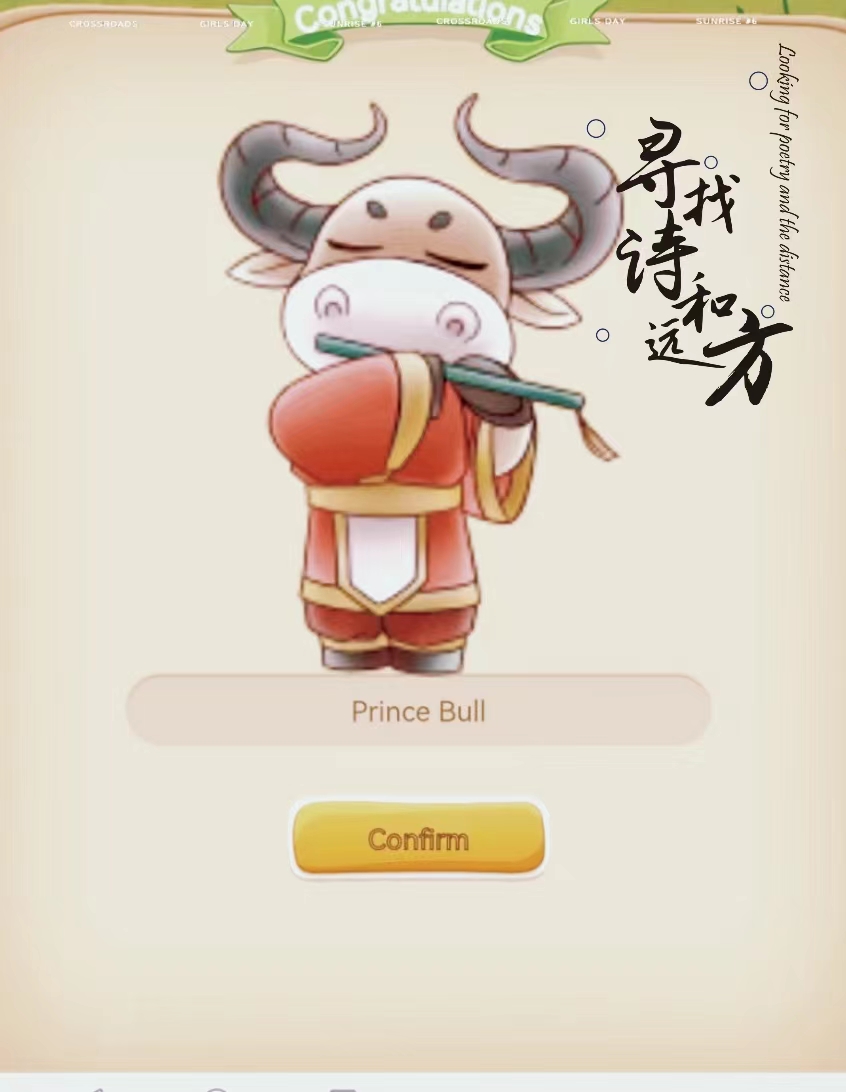 Congratulations
CROSSROADS GIRLS DAY SUNRISE #6 CROSSROADS GIRLS DAY SUNRISE #6
Looking for poetry and the distance
寻找
诗和
远方
Prince Bull
Confirm